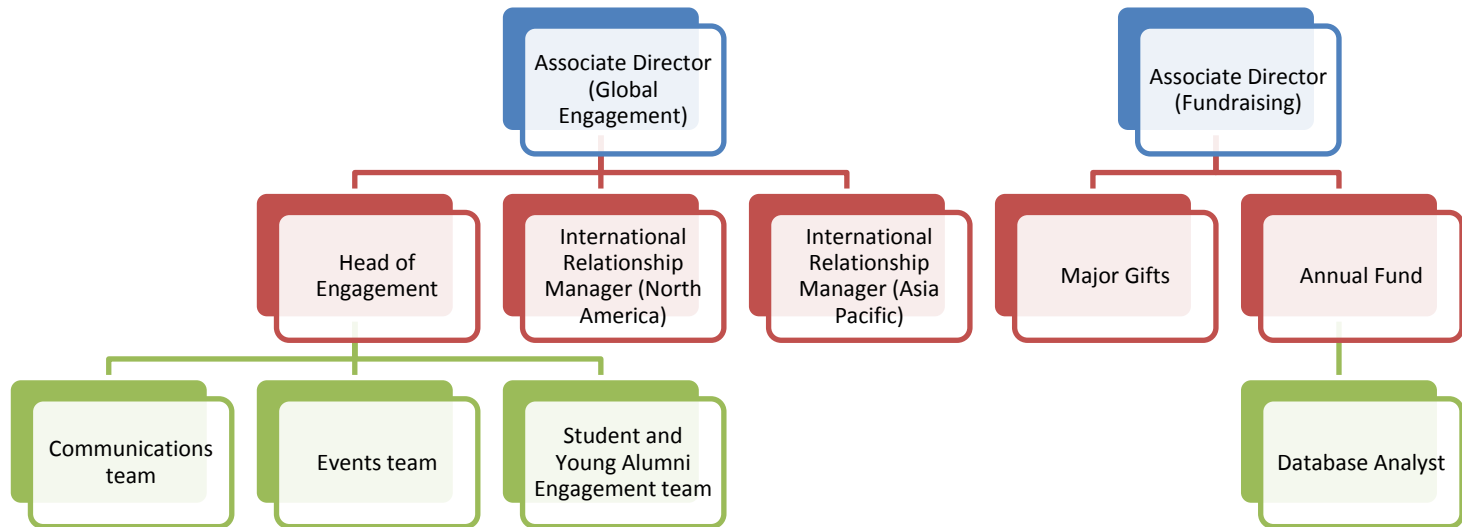 Associate Director
(Global
Engagement)
Associate Director
(Fundraising)
Head of
Engagement
International
Relationship
Manager (North
America)
International
Relationship
Manager (Asia
Pacific)
Major Gifts
Annual Fund
Communications
team
Events team
Student and
Young Alumni
Engagement team
Database Analyst